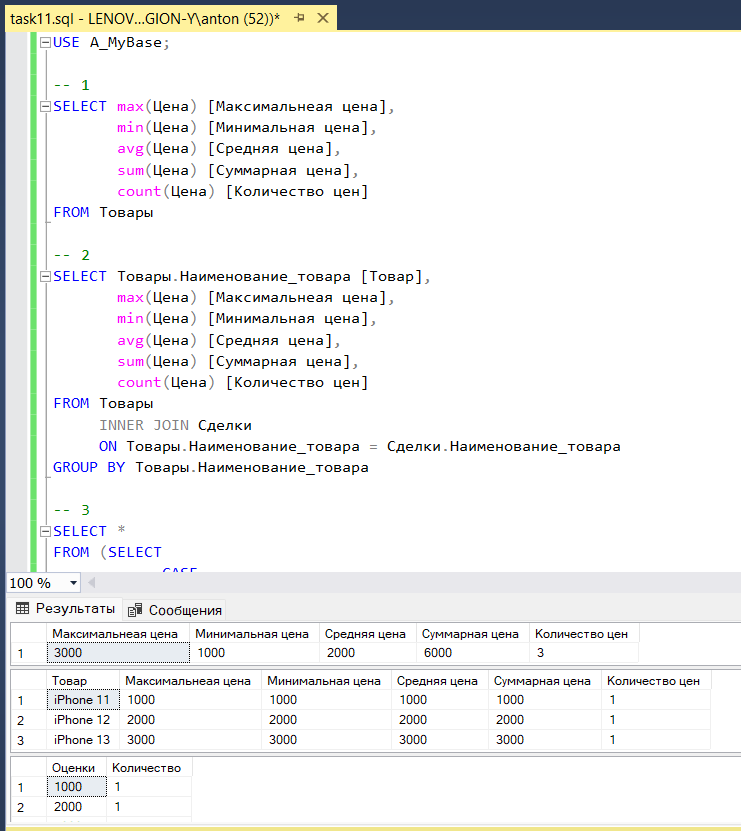 task11.sql - LENOV...GION-Y\anton (52))*
USE A_MyBase;
-- 1
SELECT max(Цена) [Максимальнеая цена],
min(Цена) [Минимальная цена],
avg(Цена) [Средняя цена],
sum(Цена) [Суммарная цена],
count(Цена) [Количество цен]
FROM Товары
-- 2
SELECT Товары.Наименование_товара [Товар],
max(Цена) [Максимальнеая цена],
min(Цена) [Минимальная цена],
avg(Цена) [Средняя цена],
sum(Цена) [Суммарная цена],
count(Цена) [Количество цен]
FROM Товары
INNER JOIN Сделки
ON Товары.Наименование_товара = Сделки.Наименование_товара
GROUP BY Товары.Наименование_товара
-- 3
SELECT *
FROM (SELECT
CASE
100 %
Результаты Сообщения
Максимальнеая цена Минимальная цена Средняя цена Суммарная цена Количество цен
1 3000 1000 2000 6000 3
Товар Максимальнеая цена Минимальная цена Средняя цена Суммарная цена Количество цен
1 iPhone 11 1000 1000 1000 1000 1
2 iPhone 12 2000 2000 2000 2000 1
3 iPhone 13 3000 3000 3000 3000 1
Оценки Количество
1 1000 1
2 2000 1